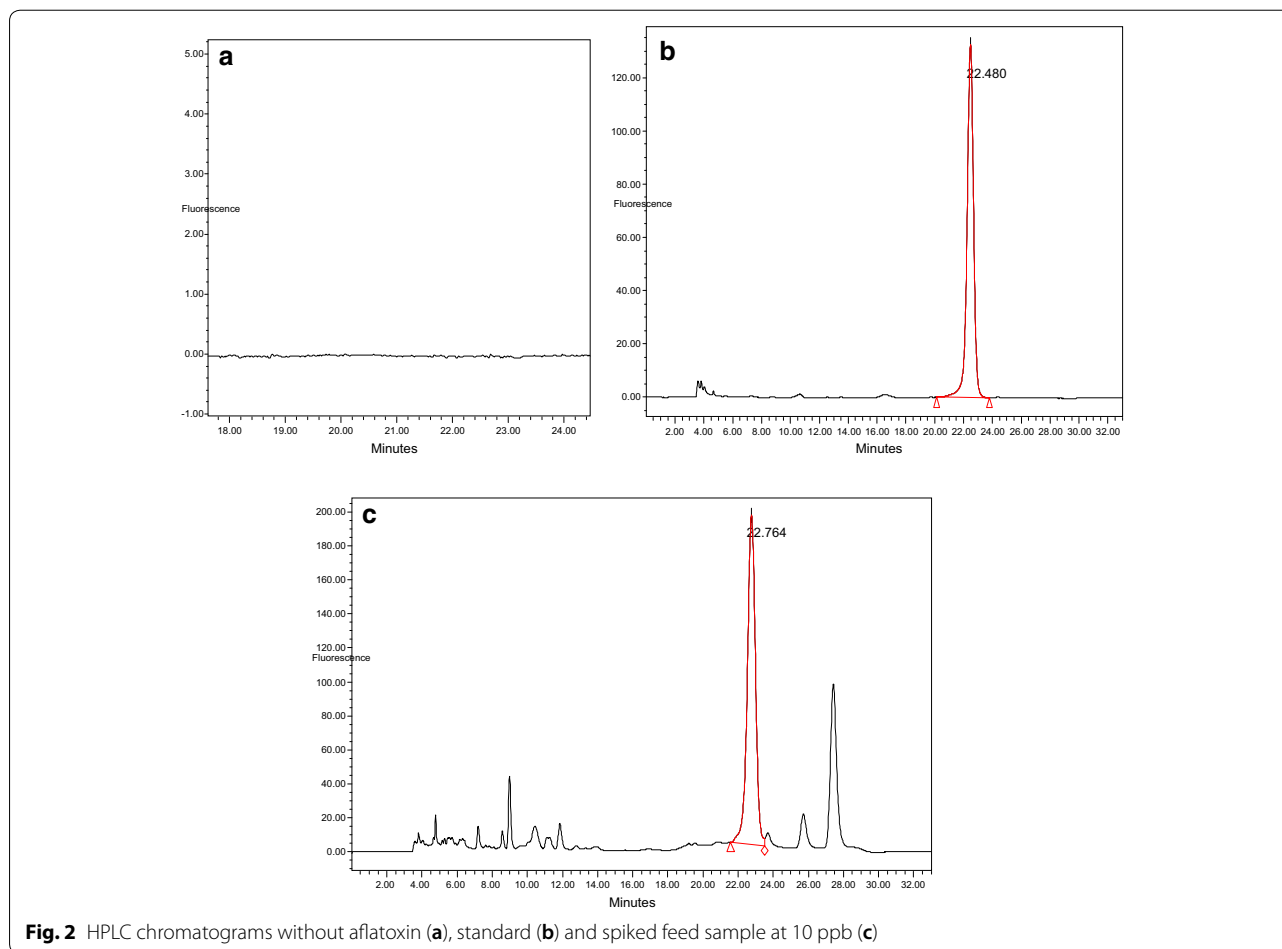 a
5.00
4.00
3.00
Fluorescence
2.00
1.00
0.00
-1.00
18.00 19.00 20.00 21.00 22.00 23.00 24.00
Minutes
b
22.480
120.00
100.00
80.00
Fluorescence
60.00
40.00
20.00
0.00
2.00 4.00 6.00 8.00 10.00 12.00 14.00 16.00 18.00 20.00 22.00 24.00 26.00 28.00 30.00 32.00
Minutes
c
200.00
22.764
180.00
160.00
140.00
120.00
Fluorescence
100.00
80.00
60.00
40.00
20.00
0.00
2.00 4.00 6.00 8.00 10.00 12.00 14.00 16.00 18.00 20.00 22.00 24.00 26.00 28.00 30.00 32.00
Minutes
Fig. 2 HPLC chromatograms without aflatoxin (a), standard (b) and spiked feed sample at 10 ppb (c)